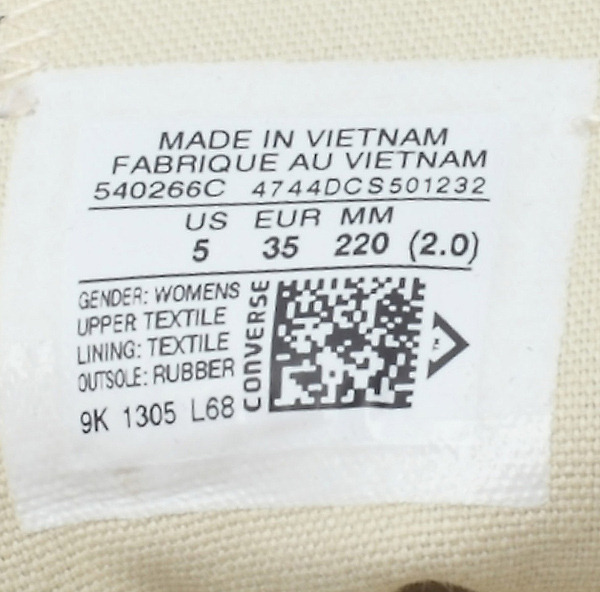 MADE IN VIETNAM
FABRIQUE AU VIETNAM
540266C 4744DCS501232
US EUR MM
5 35 220 (2.0)
GENDER: WOMENS
UPPER TEXTILE
LINING: TEXTILE
OUTSOLE: RUBBER
9K 1305 L68
CONVERSE